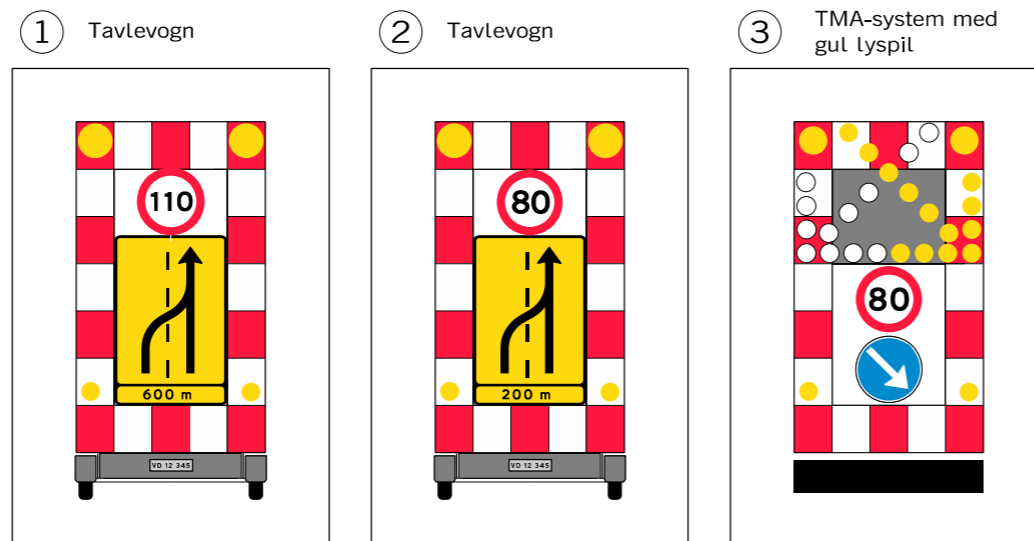 1 Tavlevogn
2 Tavlevogn
3 TMA-system med
gul lyspil
110
600 m
VD 12 345
80
200 m
VD 12 345
80